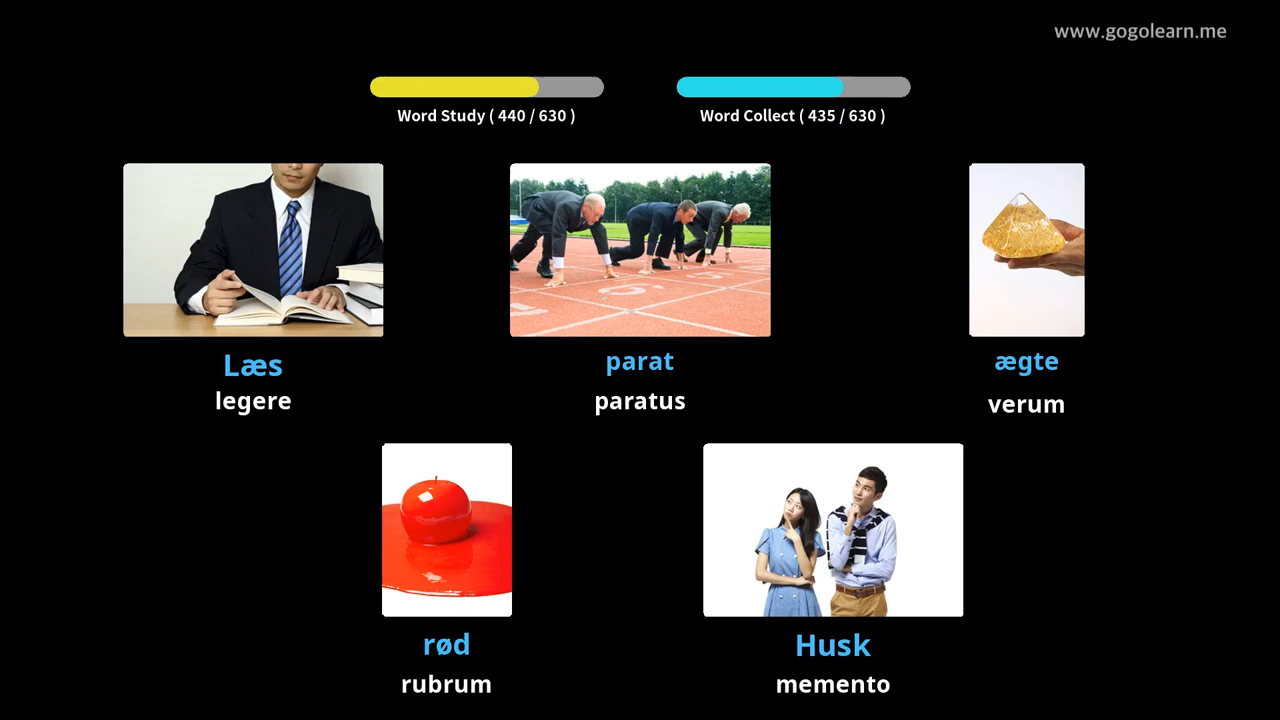 www.gogolearn.me
Word Study ( 440 / 630 )
Word Collect ( 435 / 630 )
Læs
legere
parat
paratus
ægte
verum
rød
rubrum
Husk
memento